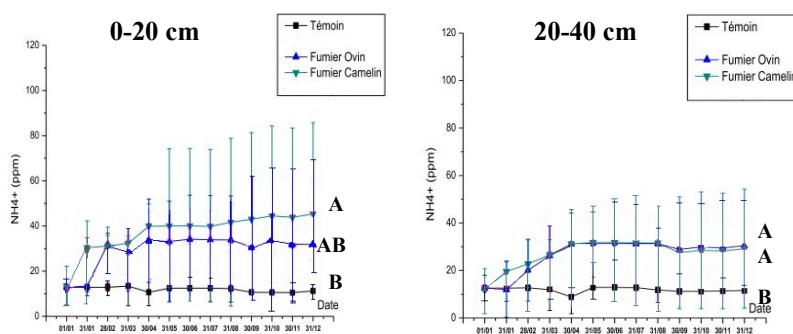 0-20 cm
Témoin
Fumier Ovin
Fumier Camelin
NH4+ (ppm)
120
100
80
60
40
20
0
A
AB
B
Date
01/01 31/01 28/02 31/03 30/04 31/05 30/06 31/07 31/08 30/09 31/10 30/11 31/12
20-40 cm
Témoin
Fumier Ovin
Fumier Camelin
NH4+ (ppm)
120
100
80
60
40
20
0
A
A
B
Date
01/01 31/01 28/02 31/03 30/04 31/05 30/06 31/07 31/08 30/09 31/10 30/11 31/12